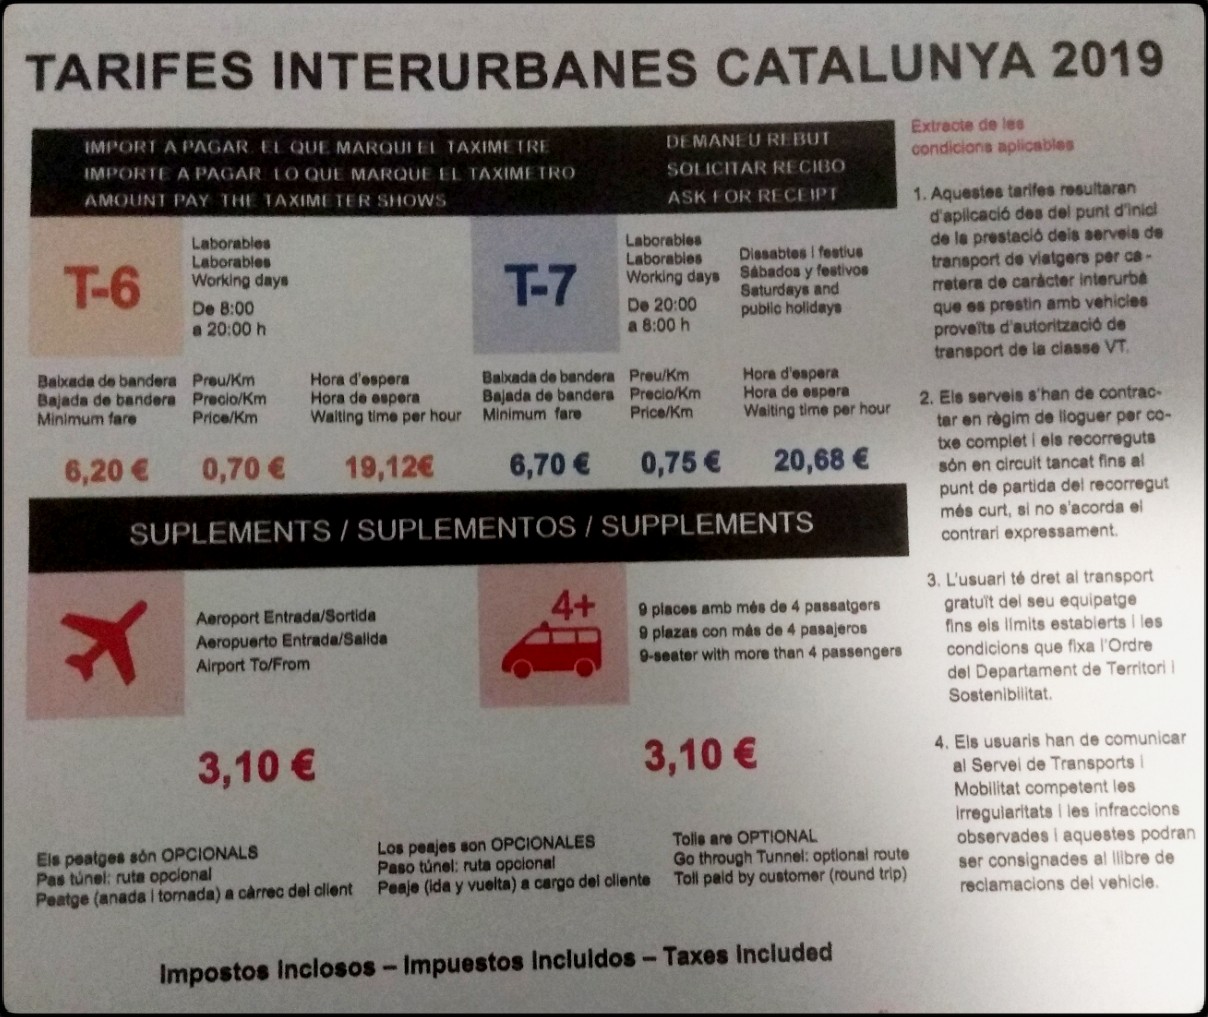 TARIFES INTERURBANES CATALUNYA 2019
IMPORT A PAGAR EL QUE MARQUI EL TAXIMETRE
IMPORTE A PAGAR LO QUE MARQUE EL TAXIMETRO
AMOUNT PAY THE TAXIMETER SHOWS
DEMANEU REBUT
SOLICITAR RECIBO
ASK FOR RECEIPT
T-6
Laborables
Laborables
Working days
De 8:00
a 20:00 h
T-7
Laborables
Laborables
Working days
De 20:00
a 8:00 h
Dissabtes i festius
Sábados y festivos
Saturdays and
public holidays
Baixada de bandera
Bajada de bandera
Minimum fare
Preu/Km
Precio/Km
Price/Km
Hora d'espera
Hora de espera
Waiting time per hour
Baixada de bandera
Bajada de bandera
Minimum fare
Preu/Km
Precio/Km
Price/Km
Hora d'espera
Hora de espera
Waiting time per hour
6,20 €
0,70 €
19,12€
6,70 €
0,75 €
20,68 €
SUPLEMENTS / SUPLEMENTOS / SUPPLEMENTS
Aeroport Entrada/Sortida
Aeropuerto Entrada/Salida
Airport To/From
3,10 €
4+
9 places amb més de 4 passatgers
9 plazas con más de 4 pasajeros
9-seater with more than 4 passengers
3,10 €
Els peatges són OPCIONALS
Pas túnel: ruta opcional
Peatge (anada i tornada) a càrrec del client
Los peajes son OPCIONALES
Paso túnel: ruta opcional
Peaje (ida y vuelta) a cargo del cliente
Tolls are OPTIONAL
Go through Tunnel: optional route
Toll paid by customer (round trip)
Impostos inclosos – Impuestos incluidos – Taxes included
Extracte de les
condicions aplicables
1. Aquestes tarifes resultaran
d'aplicació des del punt d'inici
de la prestació dels serveis de
transport de viatgers per ca -
rretera de caràcter interurbà
que es prestin amb vehicles
proveïts d'autorització de
transport de la classe VT.
2. Els serveis s'han de contrac-
tar en règim de lloguer per co-
txe complet i els recorreguts
són en circuit tancat fins al
punt de partida del recorregut
més curt, si no s'acorda el
contrari expressament.
3. L'usuari té dret al transport
gratuït del seu equipatge
fins els límits establerts i les
condicions que fixa l'Ordre
del Departament de Territori i
Sostenibilitat.
4. Els usuaris han de comunicar
al Servei de Transports i
Mobilitat competent les
irregularitats i les infraccions
observades i aquestes podran
ser consignades al llibre de
reclamacions del vehicle.